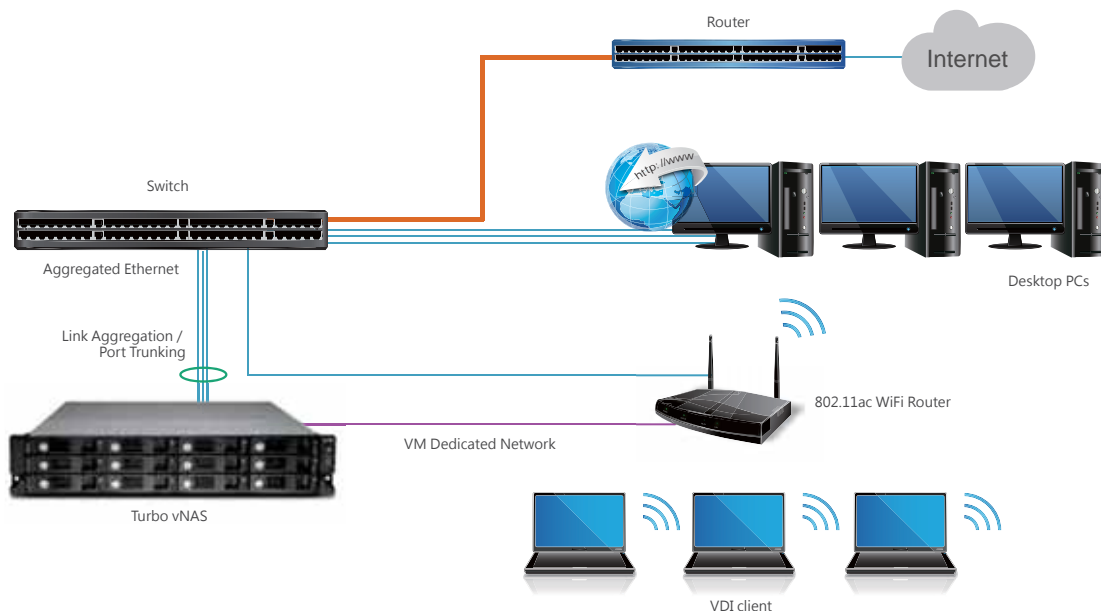 Router
Internet
http://www
Switch
Aggregated Ethernet
Desktop PCs
Link Aggregation /
Port Trunking
802.11ac WiFi Router
VM Dedicated Network
Turbo vNAS
VDI client